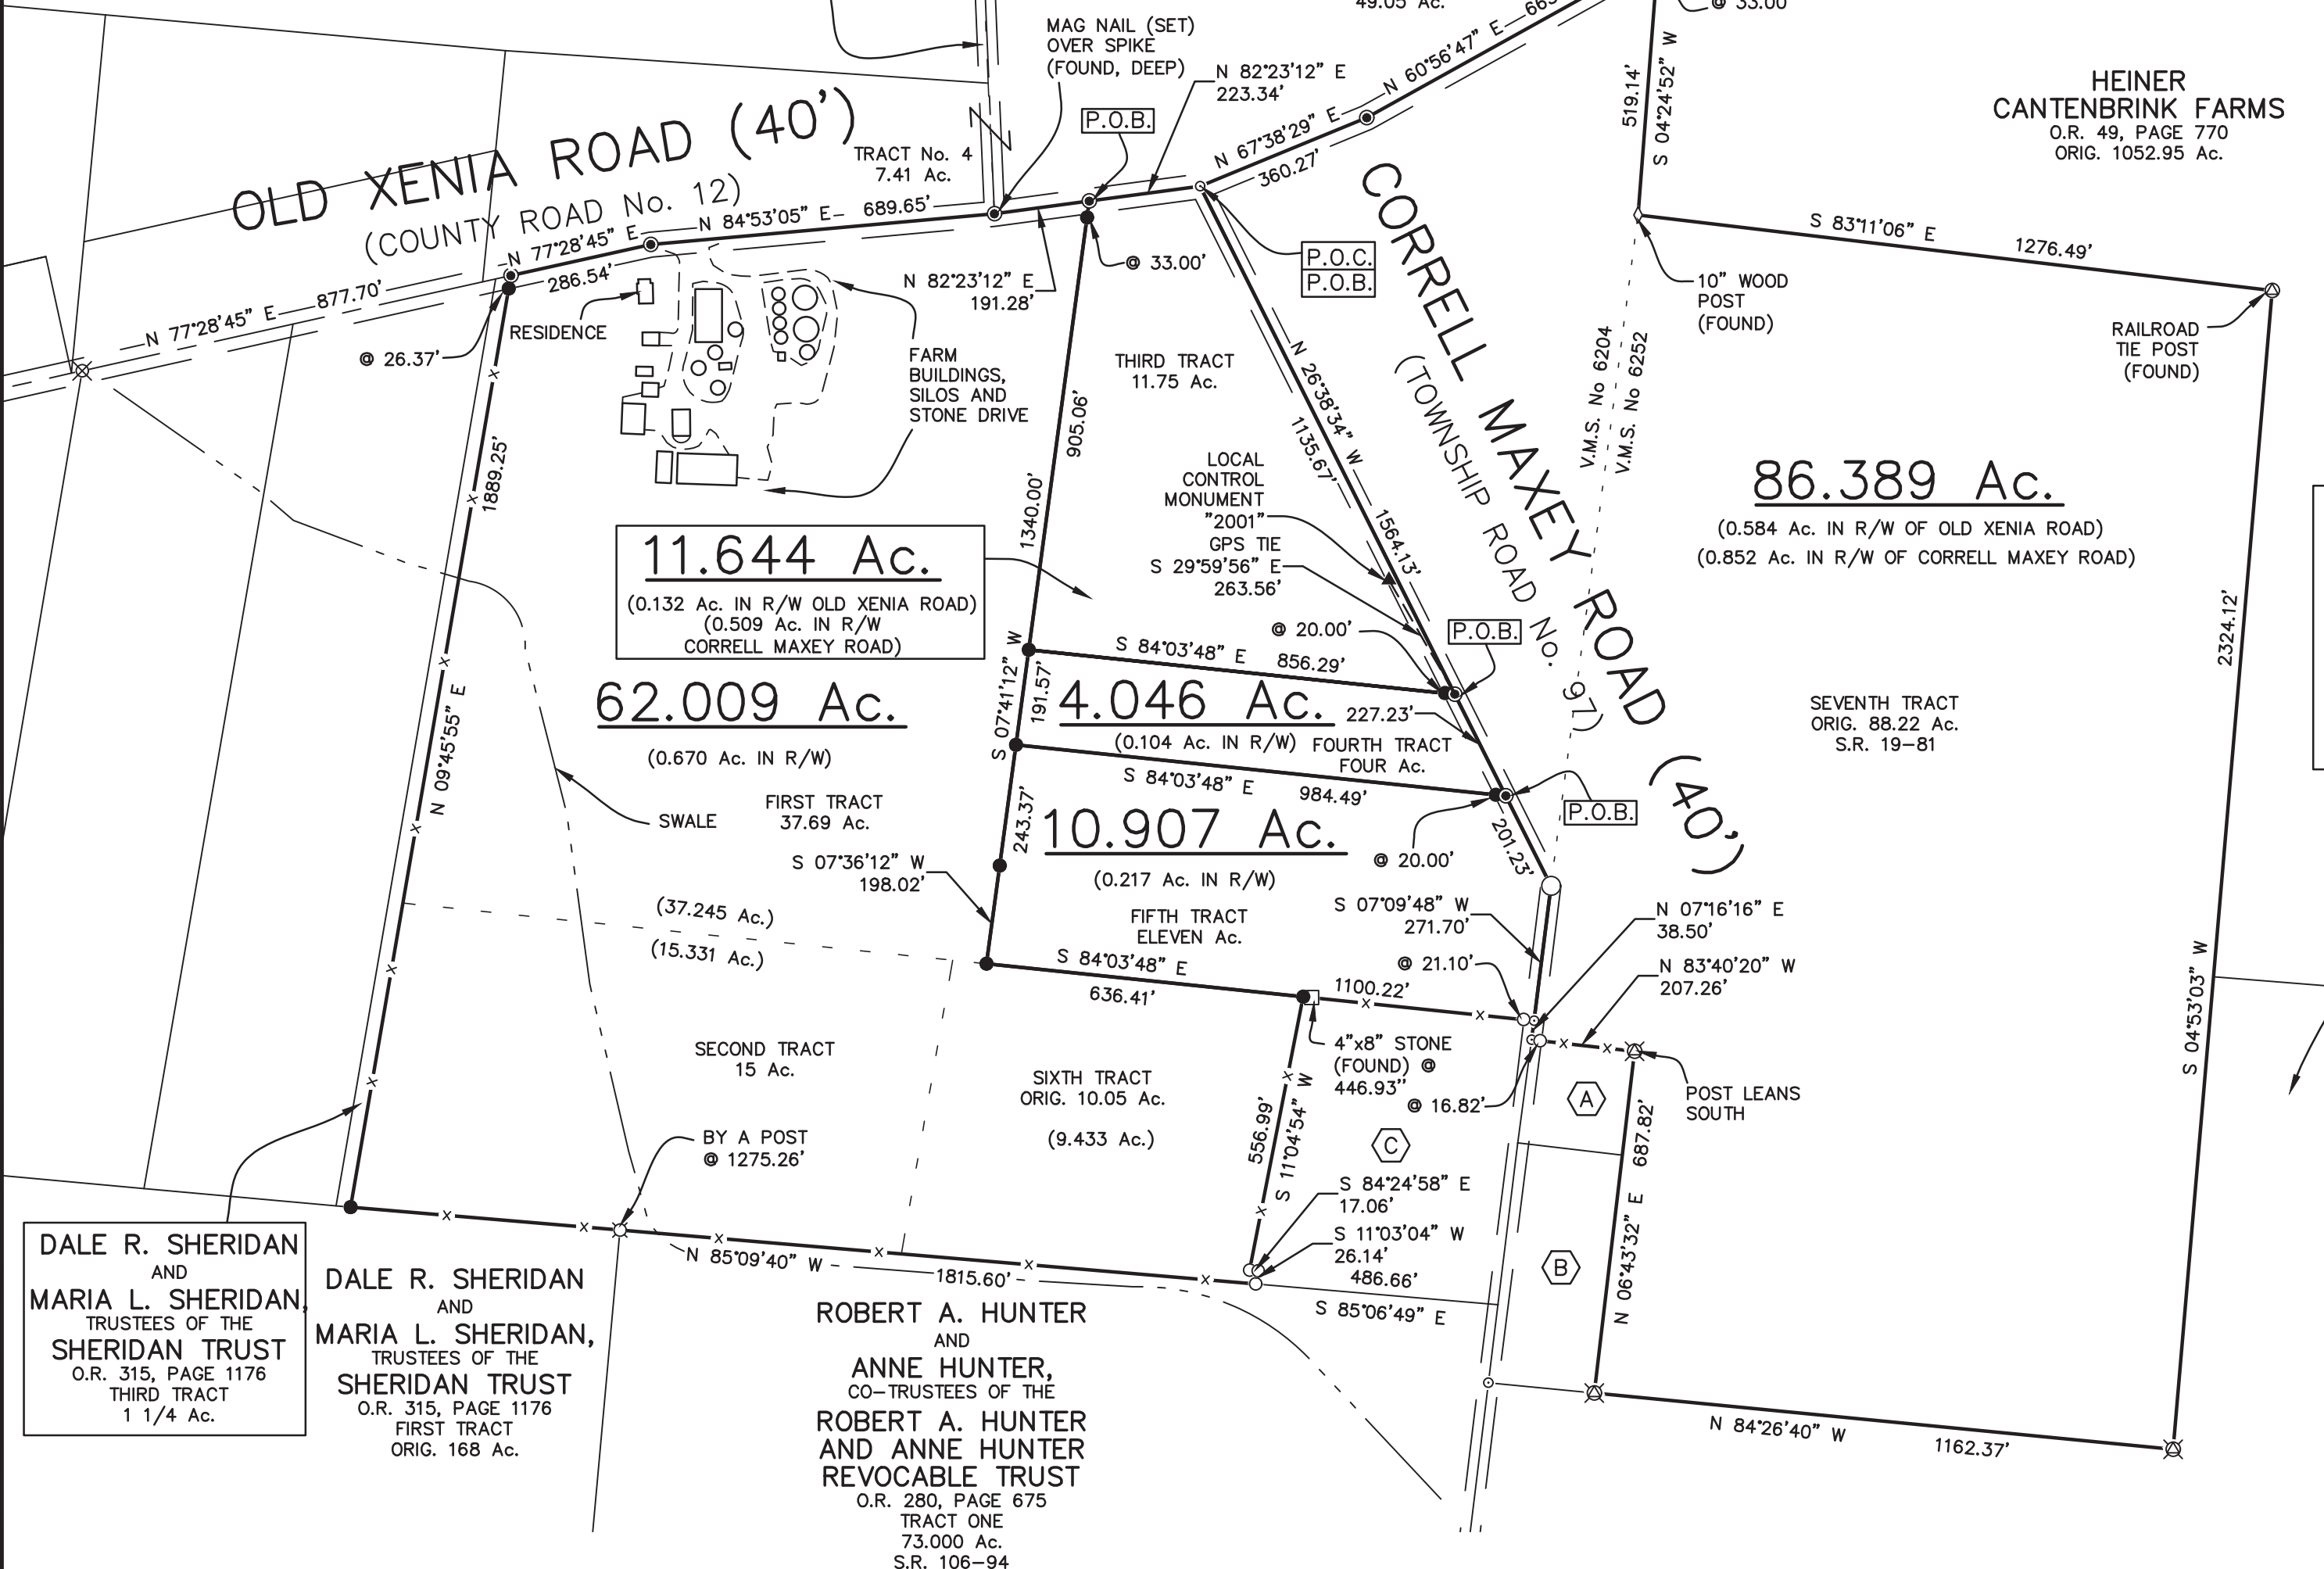 49.05 Ac.
N 60°56'47" E
@ 33.00'
MAG NAIL (SET)
OVER SPIKE
(FOUND, DEEP)
N 82°23'12" E
223.34'
P.O.B.
N 67°38'29" E
360.27'
519.14'
S 04°24'52" W
HEINER
CANTENBRINK FARMS
O.R. 49, PAGE 770
ORIG. 1052.95 Ac.
OLD XENIA ROAD (40')
(COUNTY ROAD No. 12)
TRACT No. 4
7.41 Ac.
N 84°53'05" E
689.65'
N 77°28'45" E
286.54'
N 77°28'45" E
877.70'
@ 26.37'
RESIDENCE
FARM
BUILDINGS,
SILOS AND
STONE DRIVE
N 82°23'12" E
191.28'
@ 33.00'
P.O.C.
P.O.B.
CORRELL MAXEY ROAD (40')
(TOWNSHIP ROAD No. 97)
S 83°11'06" E
1276.49'
10" WOOD
POST
(FOUND)
RAILROAD
TIE POST
(FOUND)
V.M.S. No 6204
V.M.S. No 6252
THIRD TRACT
11.75 Ac.
905.06'
1340.00'
N 26°38'34" W
1135.67'
1564.13'
LOCAL
CONTROL
MONUMENT
"2001"
GPS TIE
S 29°59'56" E
263.56'
86.389 Ac.
(0.584 Ac. IN R/W OF OLD XENIA ROAD)
(0.852 Ac. IN R/W OF CORRELL MAXEY ROAD)
1889.25'
N 09°45'55" E
11.644 Ac.
(0.132 Ac. IN R/W OLD XENIA ROAD)
(0.509 Ac. IN R/W
CORRELL MAXEY ROAD)
@ 20.00'
P.O.B.
S 84°03'48" E
856.29'
S 07°41'12" W
191.57'
62.009 Ac.
(0.670 Ac. IN R/W)
4.046 Ac.
(0.104 Ac. IN R/W)
227.23'
FOURTH TRACT
FOUR Ac.
SEVENTH TRACT
ORIG. 88.22 Ac.
S.R. 19-81
2324.12'
S 04°53'03" W
S 84°03'48" E
984.49'
P.O.B.
SWALE
FIRST TRACT
37.69 Ac.
243.37'
10.907 Ac.
(0.217 Ac. IN R/W)
@ 20.00'
201.23'
S 07°36'12" W
198.02'
(37.245 Ac.)
(15.331 Ac.)
FIFTH TRACT
ELEVEN Ac.
S 07°09'48" W
271.70'
N 07°16'16" E
38.50'
S 84°03'48" E
636.41'
1100.22'
@ 21.10'
N 83°40'20" W
207.26'
4"x8" STONE
(FOUND) @
446.93"
@ 16.82'
POST LEANS
SOUTH
SECOND TRACT
15 Ac.
SIXTH TRACT
ORIG. 10.05 Ac.
(9.433 Ac.)
556.99'
S 11°04'54" W
A
B
C
687.82'
N 06°43'32" E
BY A POST
@ 1275.26'
S 84°24'58" E
17.06'
S 11°03'04" W
26.14'
486.66'
S 85°06'49" E
N 85°09'40" W
1815.60'
N 84°26'40" W
1162.37'
DALE R. SHERIDAN
AND
MARIA L. SHERIDAN,
TRUSTEES OF THE
SHERIDAN TRUST
O.R. 315, PAGE 1176
THIRD TRACT
1 1/4 Ac.
DALE R. SHERIDAN
AND
MARIA L. SHERIDAN,
TRUSTEES OF THE
SHERIDAN TRUST
O.R. 315, PAGE 1176
FIRST TRACT
ORIG. 168 Ac.
ROBERT A. HUNTER
AND
ANNE HUNTER,
CO-TRUSTEES OF THE
ROBERT A. HUNTER
AND ANNE HUNTER
REVOCABLE TRUST
O.R. 280, PAGE 675
TRACT ONE
73.000 Ac.
S.R. 106-94